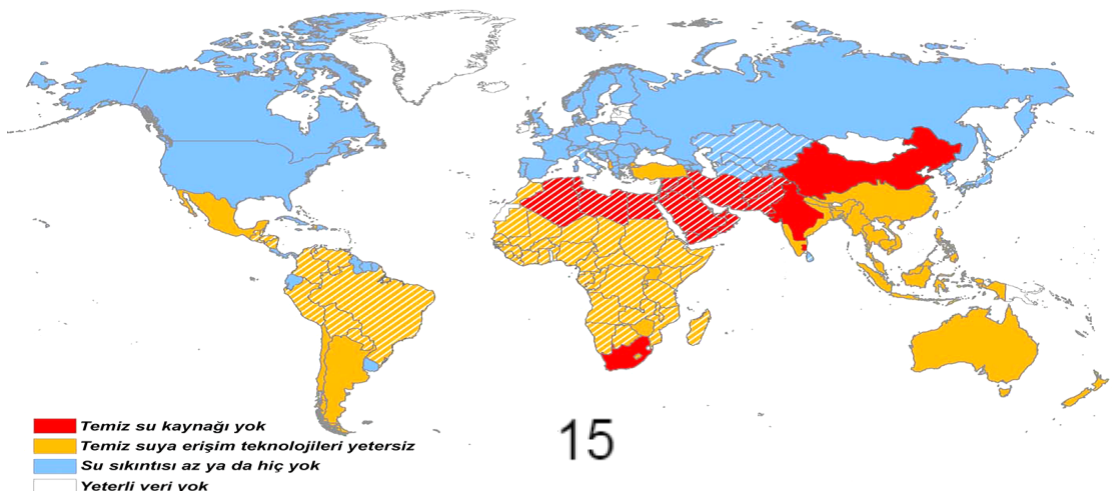 Temiz su kaynağı yok
Temiz suya erişim teknolojileri yetersiz
Su sıkıntısı az ya da hiç yok
Yeterli veri yok
15